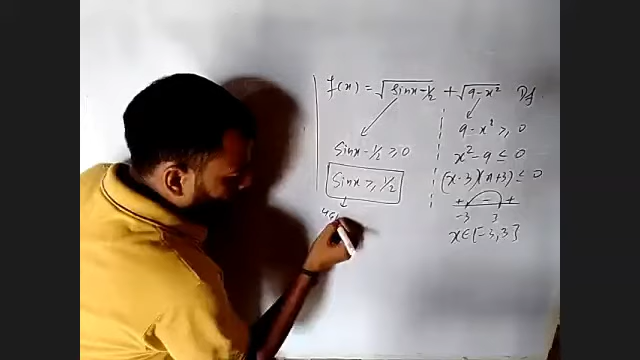 f(x) = √(sinx-1/2) + √(9-x²) Df.
sinx - 1/2 ≥ 0
sinx ≥ 1/2
9-x² ≥ 0
x²-9 ≤ 0
(x-3)(x+3) ≤ 0
+ - +
-3 3
x∈[-3,3]